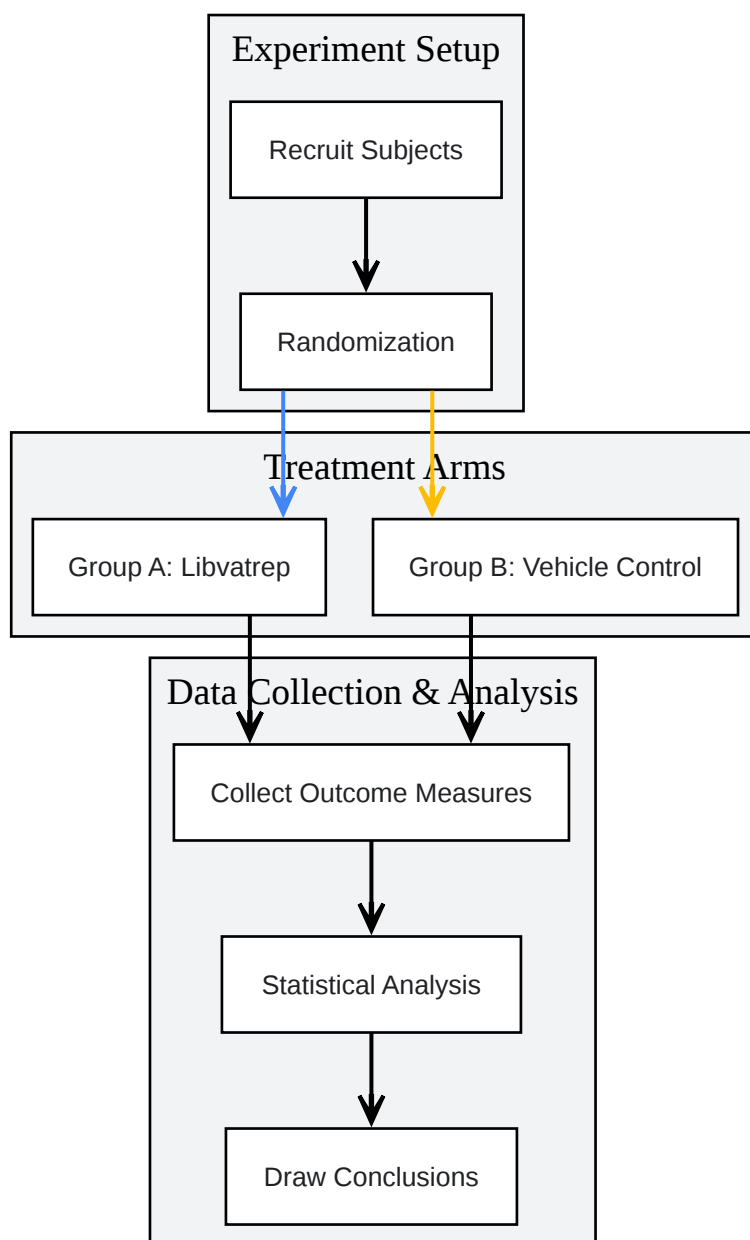 Experiment Setup
Recruit Subjects
Randomization
Treatment Arms
Group A: Libvatrep
Group B: Vehicle Control
Data Collection & Analysis
Collect Outcome Measures
Statistical Analysis
Draw Conclusions